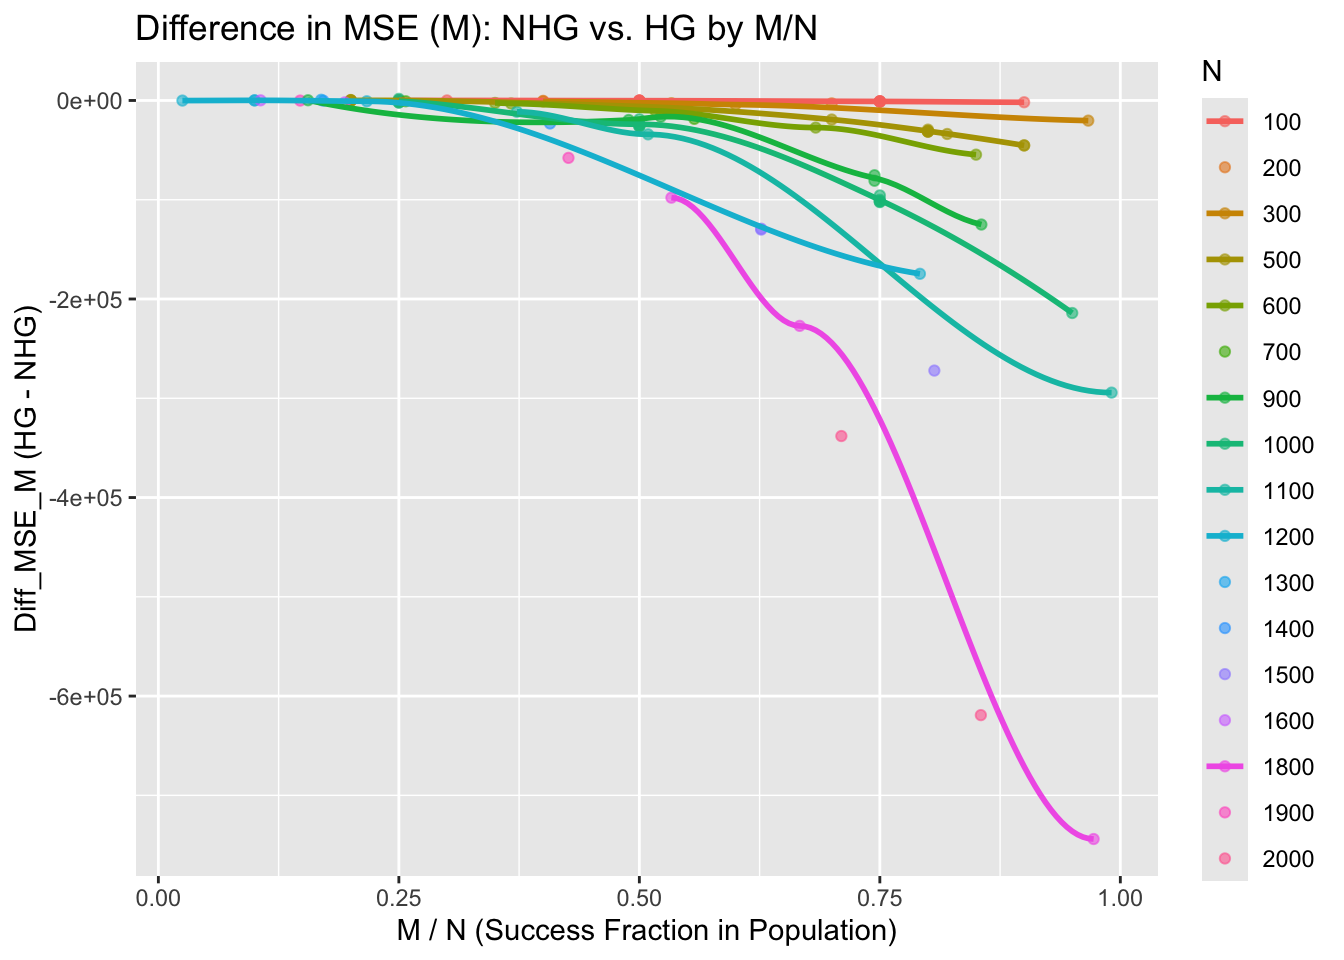 Difference in MSE (M): NHG vs. HG by M/N
Diff_MSE_M (HG - NHG)
0e+00
-2e+05
-4e+05
-6e+05
0.00
0.25
0.50
0.75
1.00
M / N (Success Fraction in Population)
N
100
200
300
500
600
700
900
1000
1100
1200
1300
1400
1500
1600
1800
1900
2000